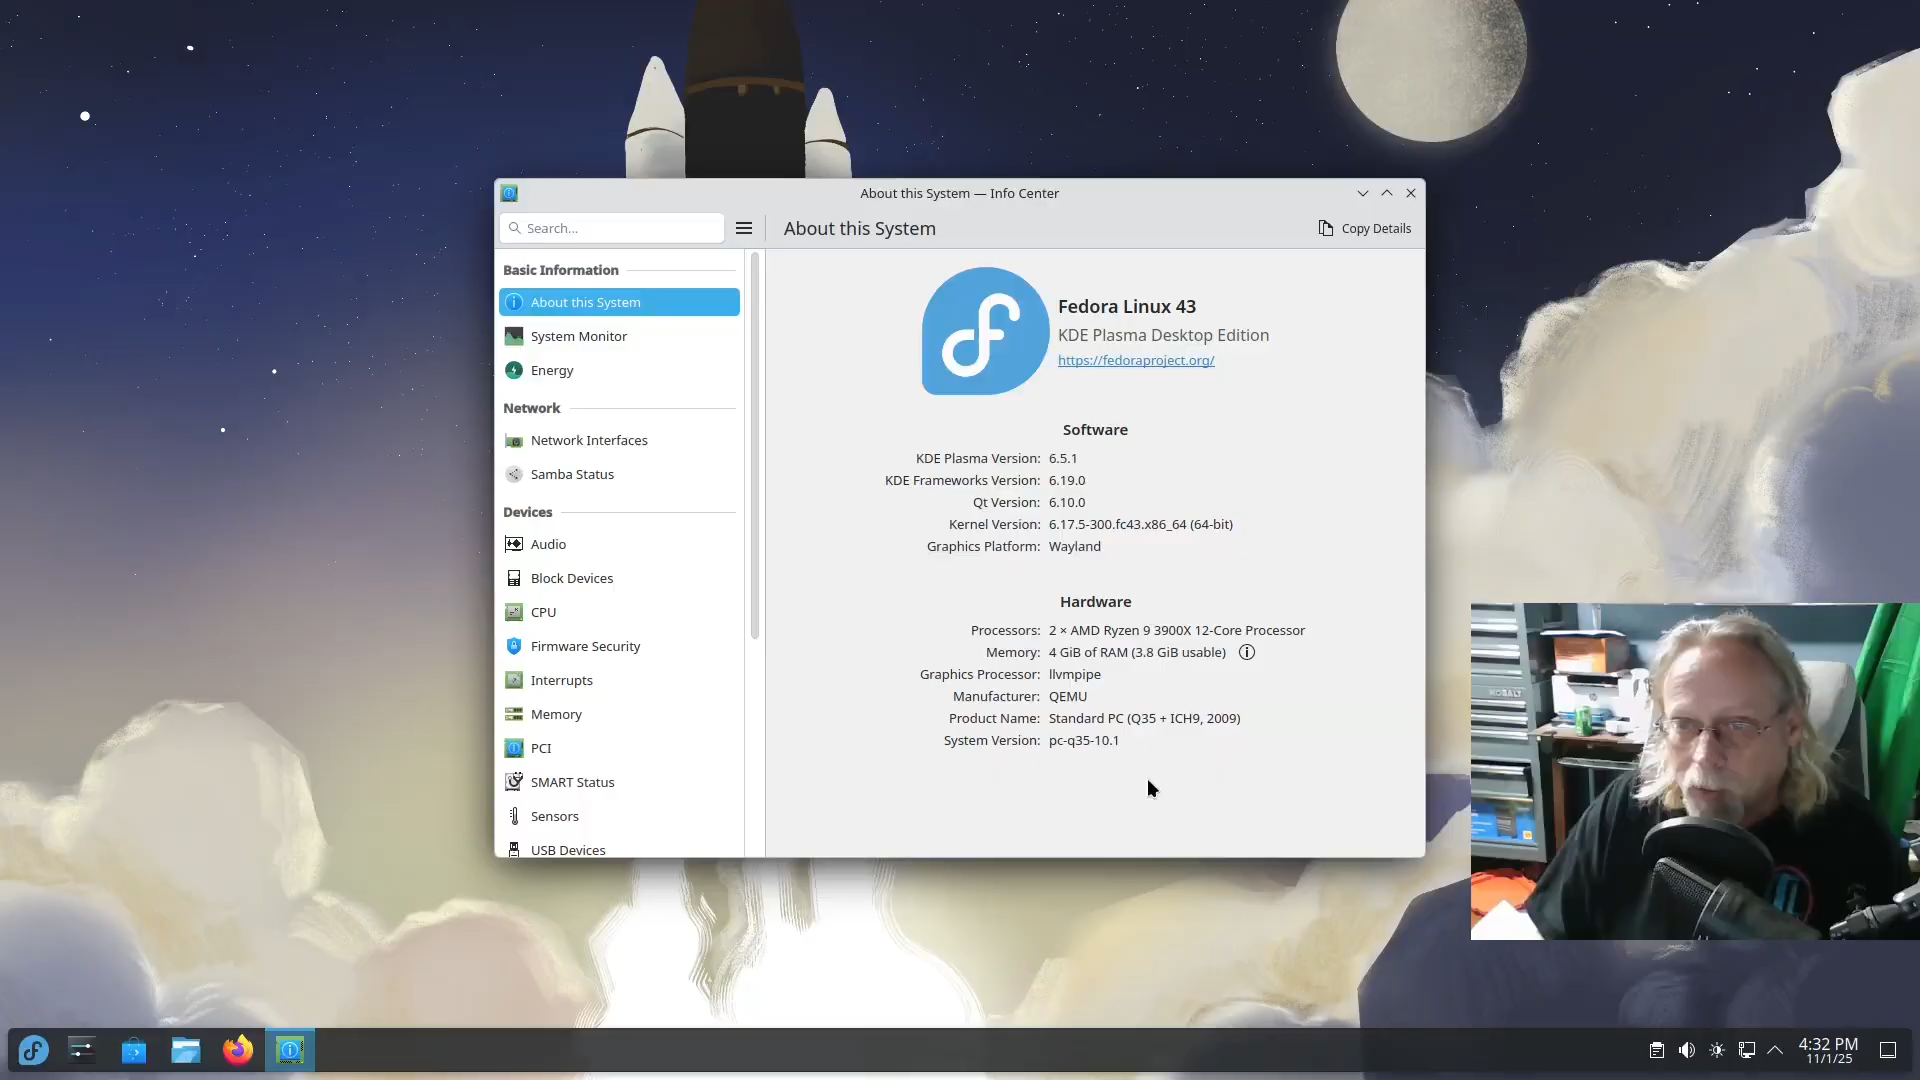 About this System — Info Center
Search...
About this System
Copy Details
Basic Information
About this System
System Monitor
Energy
Network
Network Interfaces
Samba Status
Devices
Audio
Block Devices
CPU
Firmware Security
Interrupts
Memory
PCI
SMART Status
Sensors
USB Devices
Fedora Linux 43
KDE Plasma Desktop Edition
https://fedoraproject.org/
Software
KDE Plasma Version: 6.5.1
KDE Frameworks Version: 6.19.0
Qt Version: 6.10.0
Kernel Version: 6.17.5-300.fc43.x86_64 (64-bit)
Graphics Platform: Wayland
Hardware
Processors: 2 × AMD Ryzen 9 3900X 12-Core Processor
Memory: 4 GiB of RAM (3.8 GiB usable)
Graphics Processor: llvmpipe
Manufacturer: QEMU
Product Name: Standard PC (Q35 + ICH9, 2009)
System Version: pc-q35-10.1
KOBALT
4:32 PM
11/1/25